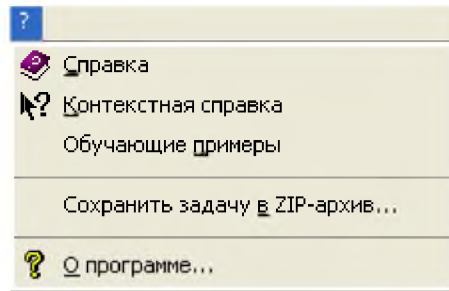 ?
Справка
Контекстная справка
Обучающие примеры
Сохранить задачу в ZIP-архив...
О программе...